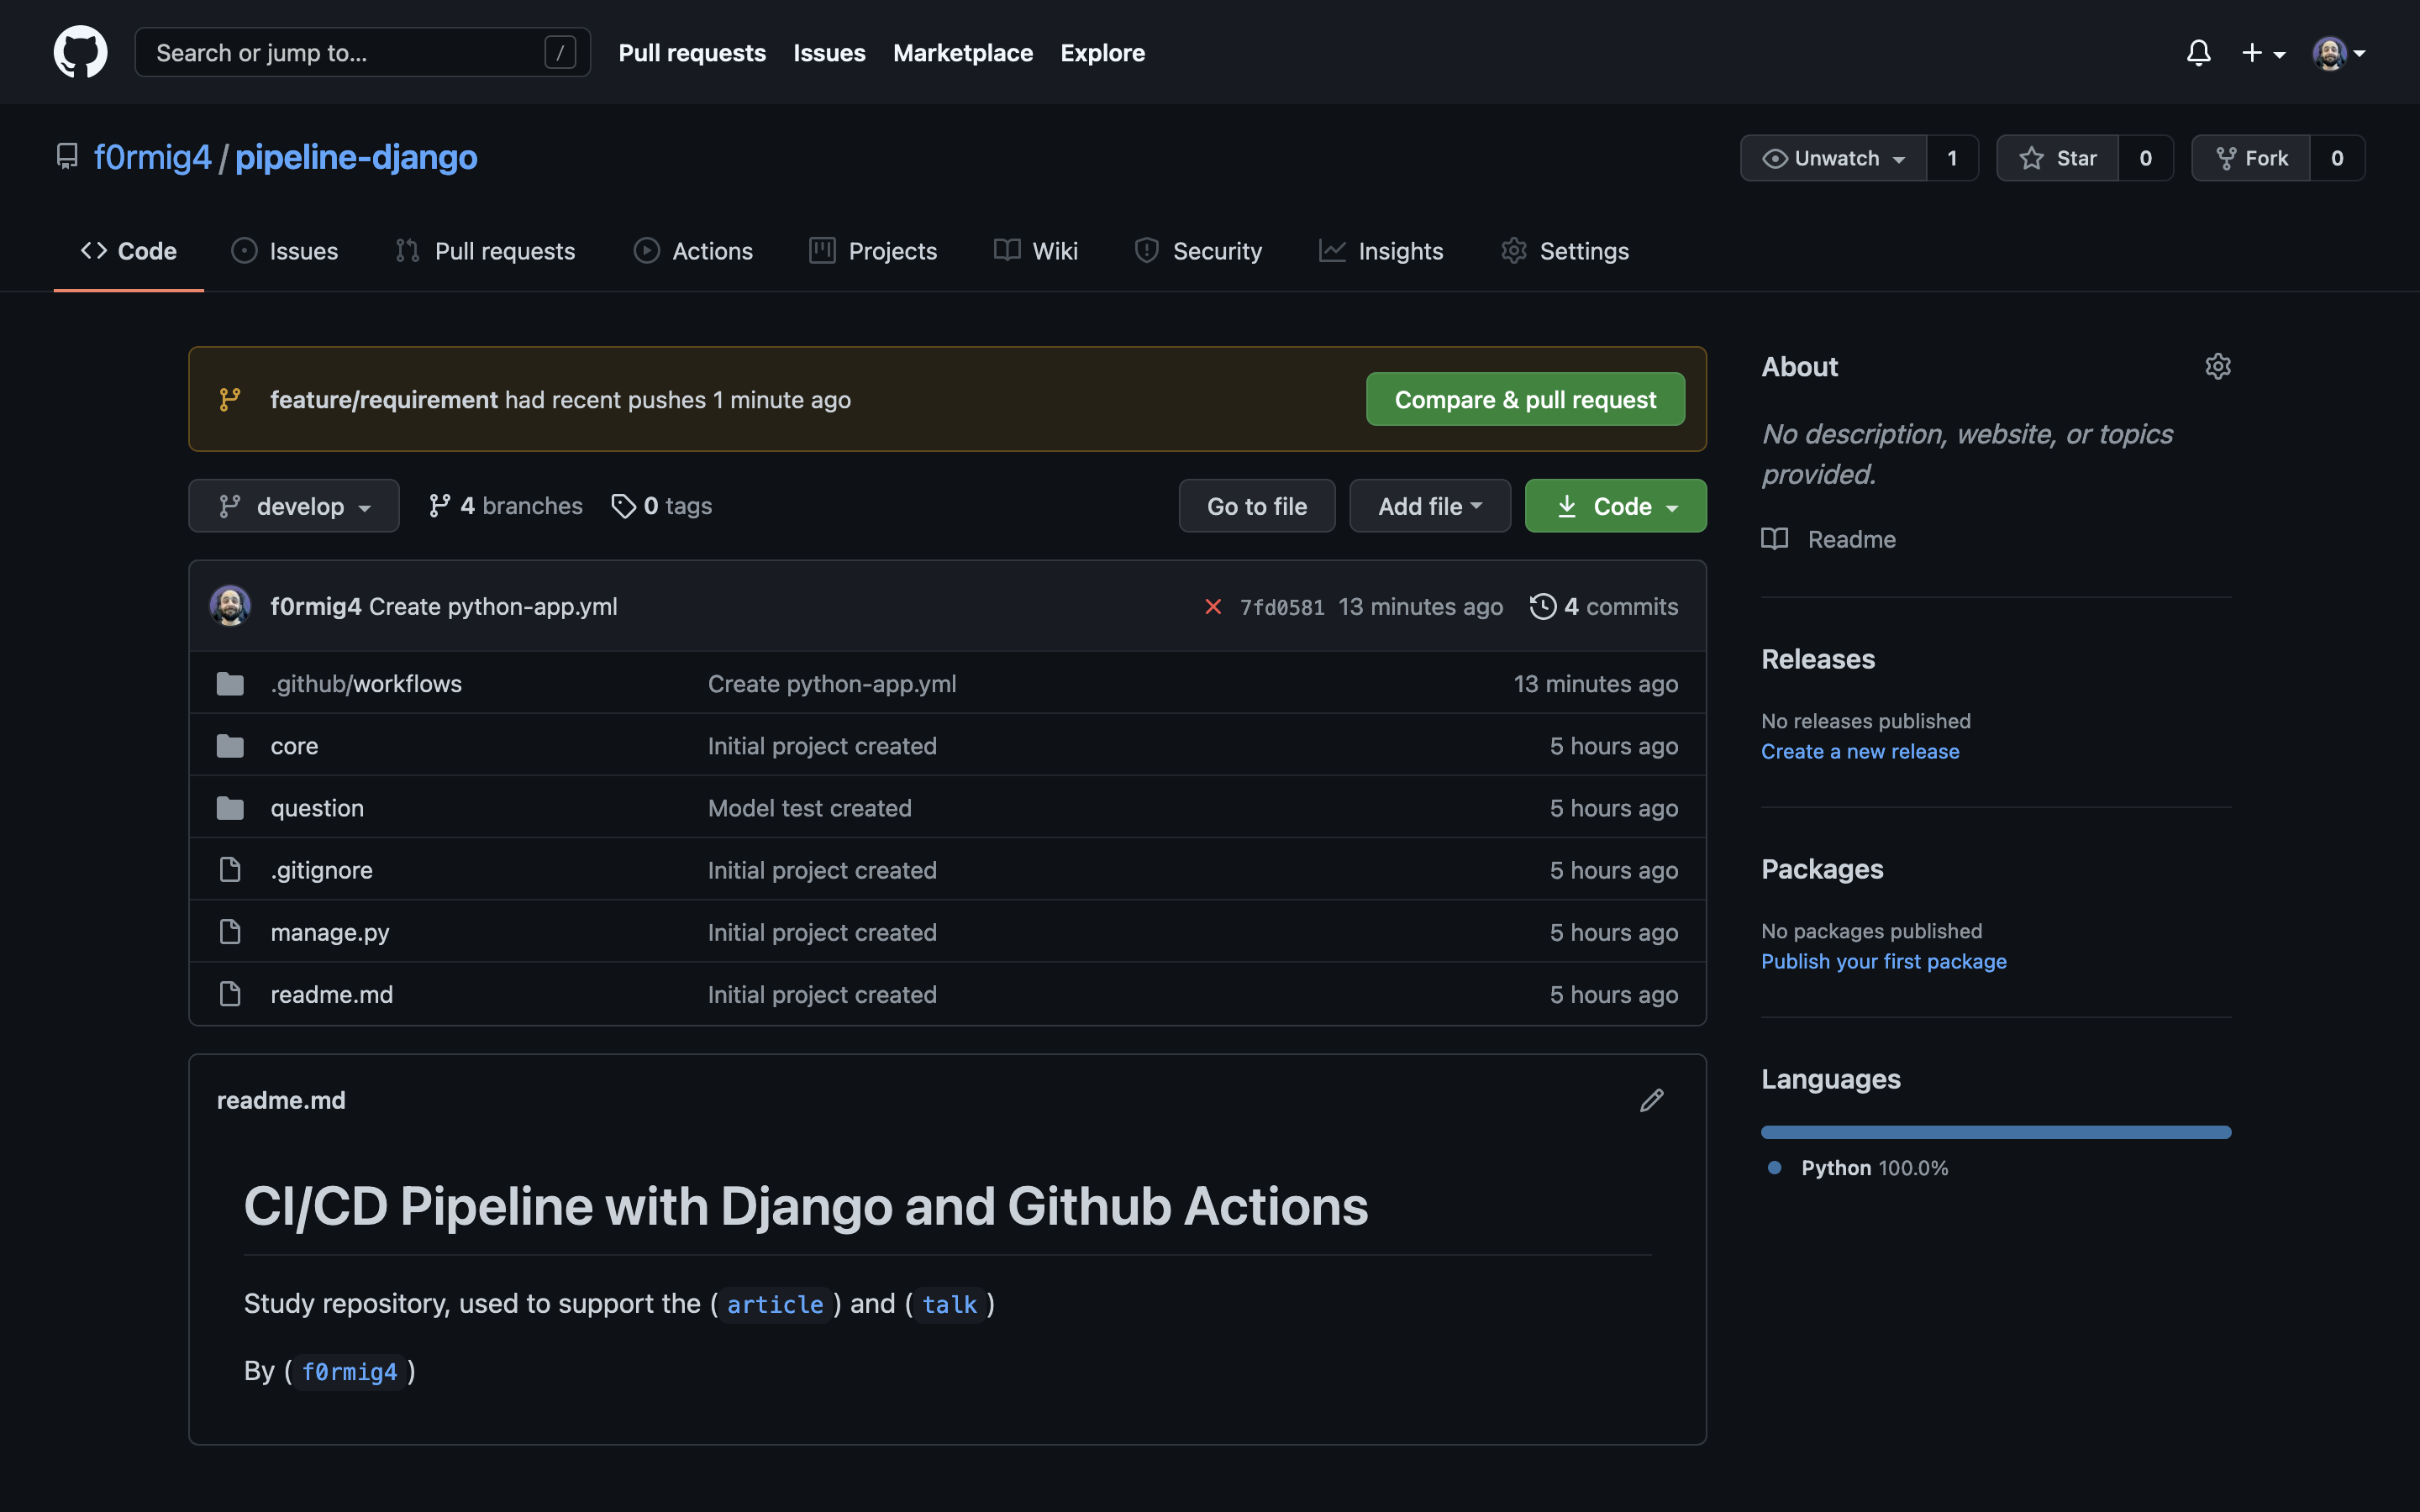 Search or jump to... / Pull requests Issues Marketplace Explore
f0rmig4 / pipeline-django Unwatch 1 Star 0 Fork 0
Code Issues Pull requests Actions Projects Wiki Security Insights Settings
feature/requirement had recent pushes 1 minute ago Compare & pull request
develop 4 branches 0 tags Go to file Add file Code
f0rmig4 Create python-app.yml 7fd0581 13 minutes ago 4 commits
.github/workflows Create python-app.yml 13 minutes ago
core Initial project created 5 hours ago
question Model test created 5 hours ago
.gitignore Initial project created 5 hours ago
manage.py Initial project created 5 hours ago
readme.md Initial project created 5 hours ago
readme.md
CI/CD Pipeline with Django and Github Actions
Study repository, used to support the ( article ) and ( talk )
By ( f0rmig4 )
About
No description, website, or topics
provided.
Readme
Releases
No releases published
Create a new release
Packages
No packages published
Publish your first package
Languages
Python 100.0%